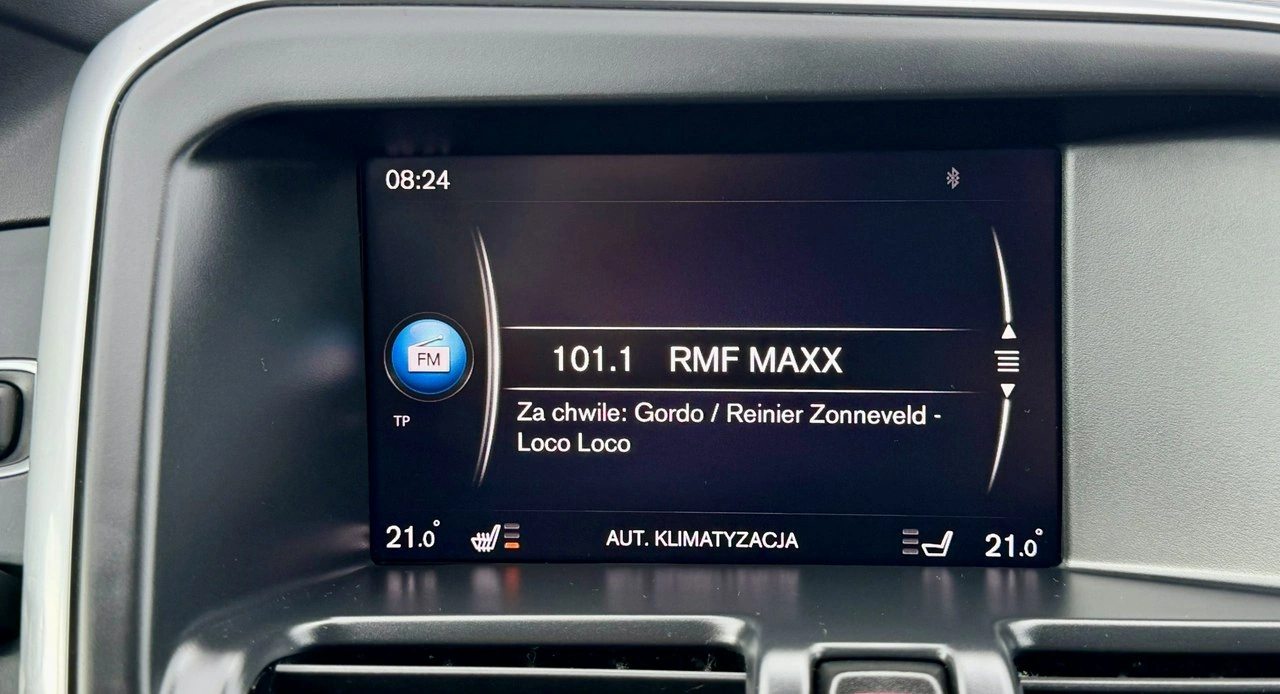 08:24
FM
101.1 RMF MAXX
TP
Za chwile: Gordo / Reinier Zonneveld -
Loco Loco
21.0° AUT. KLIMATYZACJA 21.0°